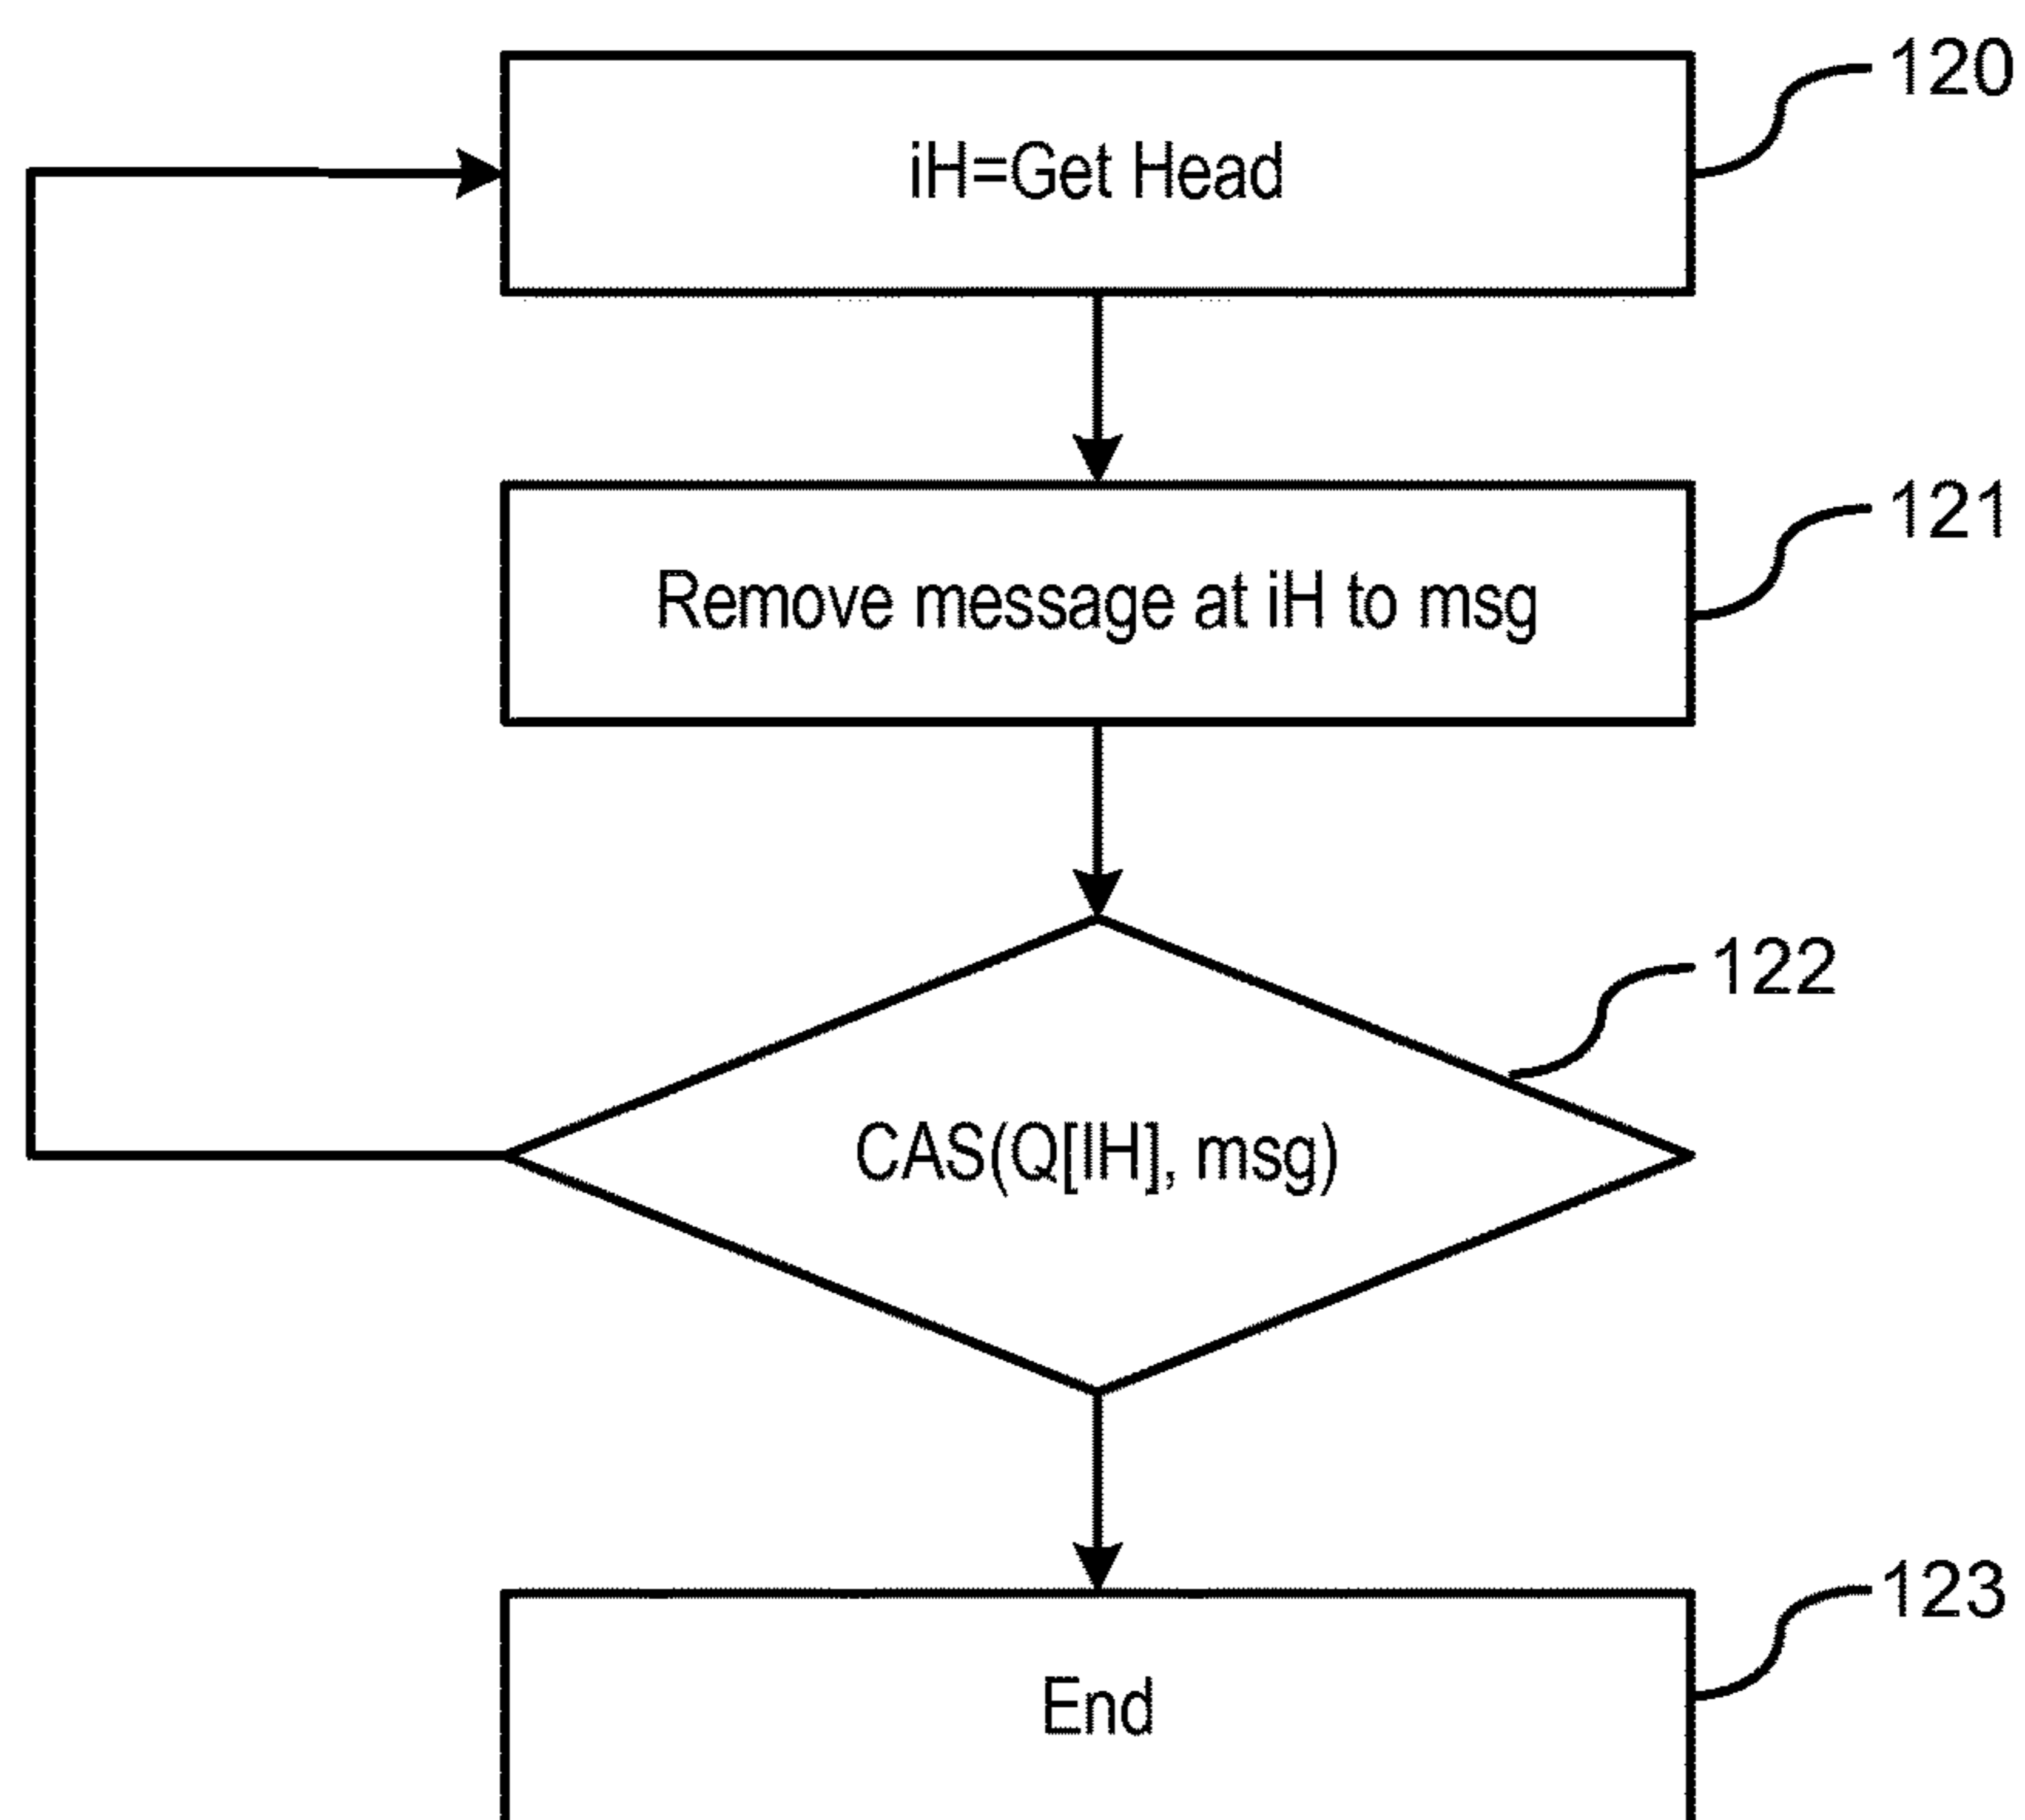 120
iH=Get Head
121
Remove message at iH to msg
122
CAS(Q[IH], msg)
123
End